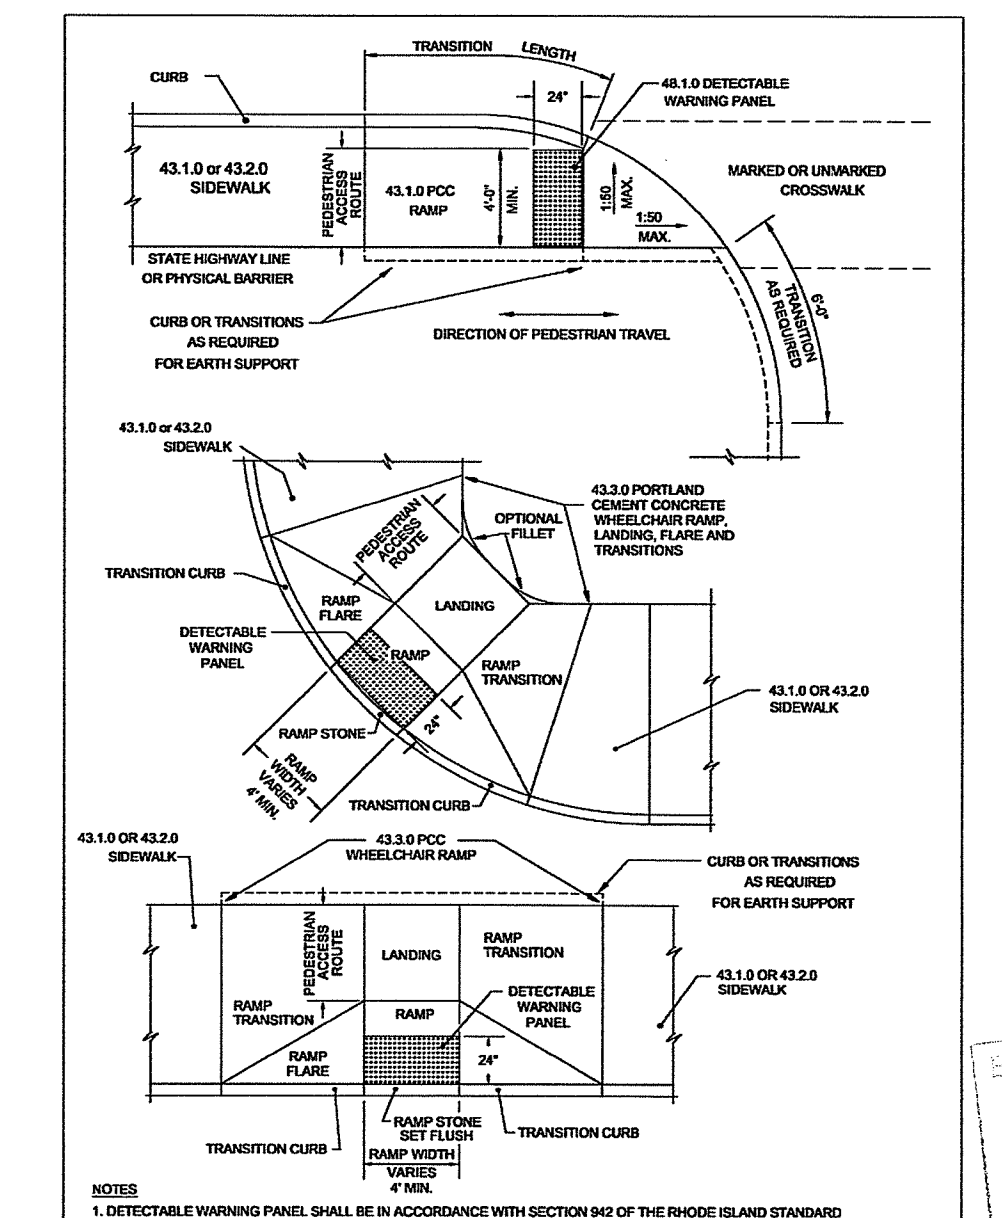 TRANSITION LENGTH
CURB
24"
48.1.0 DETECTABLE
WARNING PANEL
43.1.0 or 43.2.0
SIDEWALK
PEDESTRIAN
ACCESS
ROUTE
43.1.0 PCC
RAMP
4'-0"
MIN.
1:50
MAX.
1:50
MAX.
MARKED OR UNMARKED
CROSSWALK
STATE HIGHWAY LINE
OR PHYSICAL BARRIER
CURB OR TRANSITIONS
AS REQUIRED
FOR EARTH SUPPORT
DIRECTION OF PEDESTRIAN TRAVEL
6'-0"
TRANSITION
AS REQUIRED
43.1.0 or 43.2.0
SIDEWALK
PEDESTRIAN
ACCESS
ROUTE
OPTIONAL
FILLET
43.3.0 PORTLAND
CEMENT CONCRETE
WHEELCHAIR RAMP,
LANDING, FLARE AND
TRANSITIONS
TRANSITION CURB
RAMP
FLARE
LANDING
DETECTABLE
WARNING
PANEL
RAMP
RAMP
TRANSITION
43.1.0 OR 43.2.0
SIDEWALK
RAMP STONE
24"
RAMP
WIDTH
VARIES
4' MIN.
TRANSITION CURB
43.1.0 OR 43.2.0
SIDEWALK
43.3.0 PCC
WHEELCHAIR RAMP
CURB OR TRANSITIONS
AS REQUIRED
FOR EARTH SUPPORT
PEDESTRIAN
ACCESS
ROUTE
LANDING
RAMP
TRANSITION
43.1.0 OR 43.2.0
SIDEWALK
RAMP
TRANSITION
RAMP
DETECTABLE
WARNING
PANEL
RAMP
FLARE
24"
RAMP STONE
SET FLUSH
TRANSITION CURB
TRANSITION CURB
RAMP WIDTH
VARIES
4' MIN.
NOTES
1. DETECTABLE WARNING PANEL SHALL BE IN ACCORDANCE WITH SECTION 942 OF THE RHODE ISLAND STANDARD